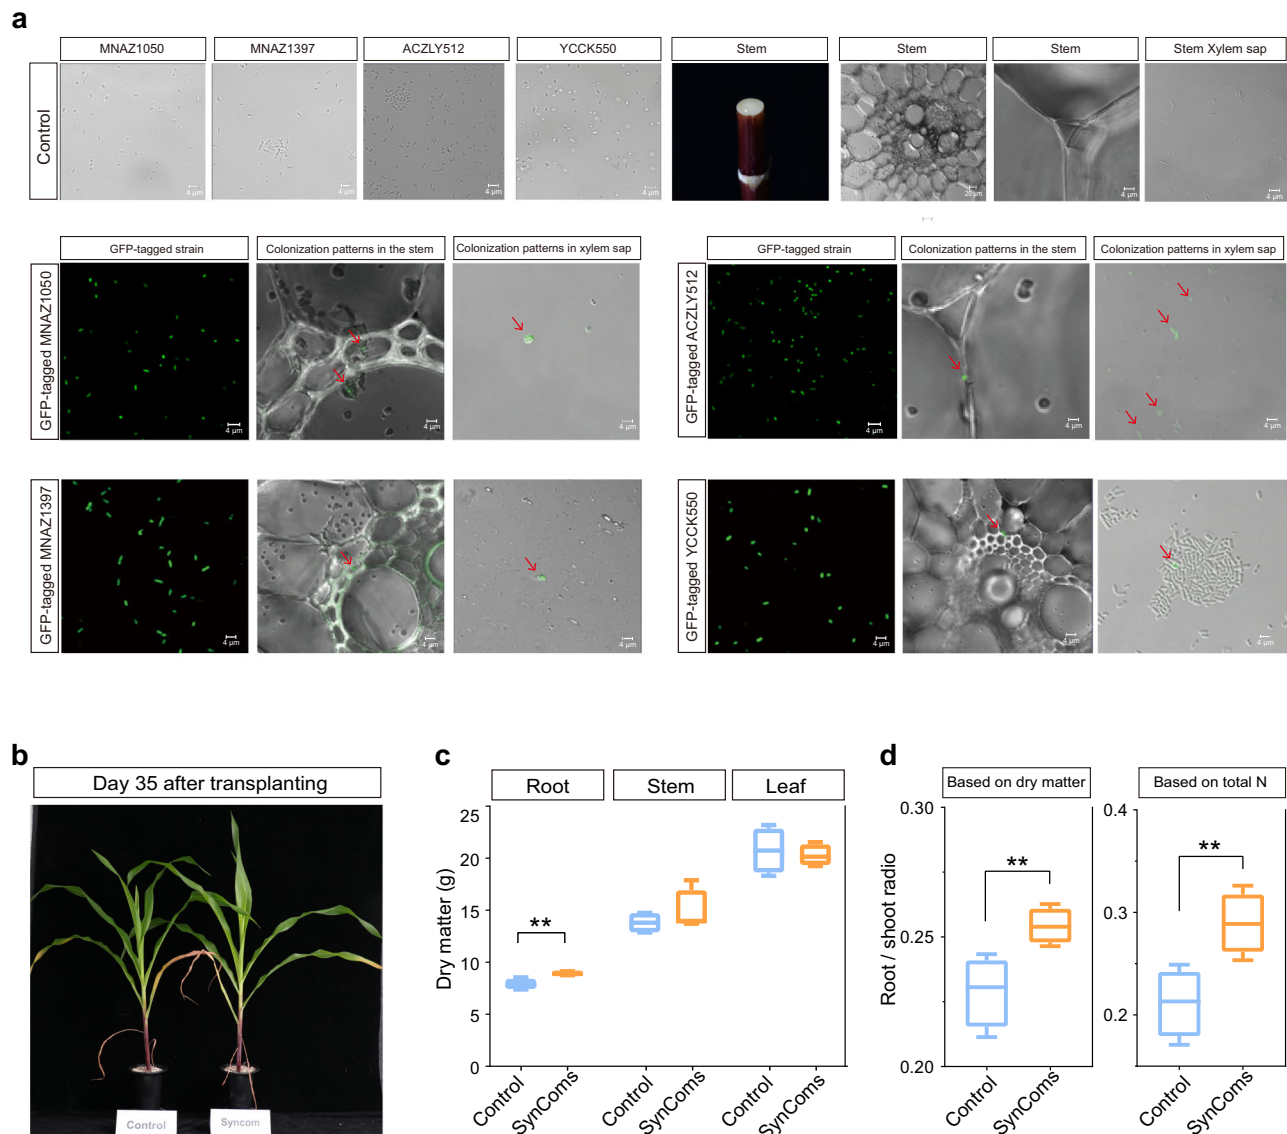 a
MNAZ1050
MNAZ1397
ACZLY512
YCCK550
Stem
Stem
Stem
Stem Xylem sap
Control
4 µm
4 µm
4 µm
4 µm
20 µm
4 µm
4 µm
GFP-tagged strain
Colonization patterns in the stem
Colonization patterns in xylem sap
GFP-tagged MNAZ1050
4 µm
4 µm
4 µm
GFP-tagged strain
Colonization patterns in the stem
Colonization patterns in xylem sap
GFP-tagged ACZLY512
4 µm
4 µm
4 µm
GFP-tagged MNAZ1397
4 µm
4 µm
4 µm
GFP-tagged YCCK550
4 µm
4 µm
4 µm
b
Day 35 after transplanting
Control
Syncom
c
Root
Stem
Leaf
Dry matter (g)
25
20
15
10
5
0
**
Control
SynComs
Control
SynComs
Control
SynComs
d
Based on dry matter
Based on total N
Root / shoot radio
0.30
0.25
0.20
**
Control
SynComs
0.4
0.3
0.2
**
Control
SynComs